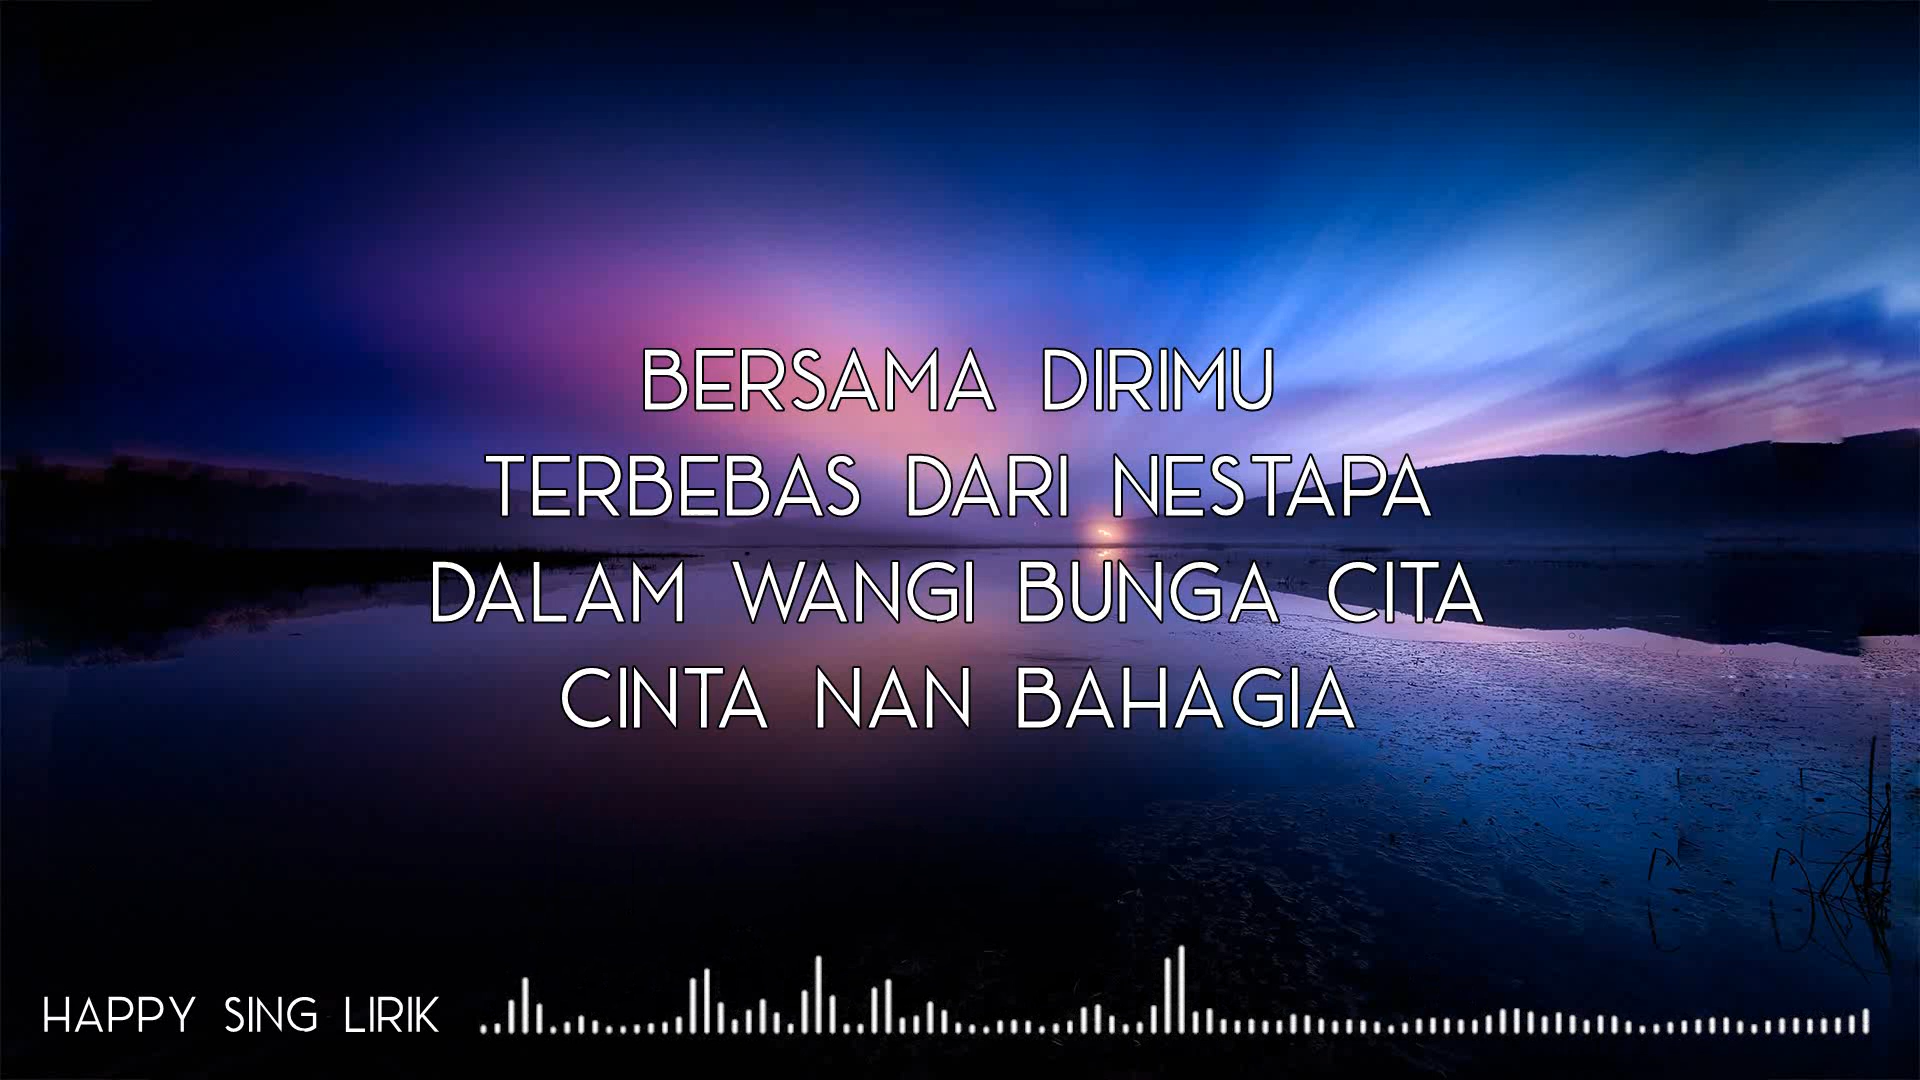 BERSAMA DIRIMU
TERBEBAS DARI NESTAPA
DALAM WANGI BUNGA CITA
CINTA NAN BAHAGIA
HAPPY SING LIRIK